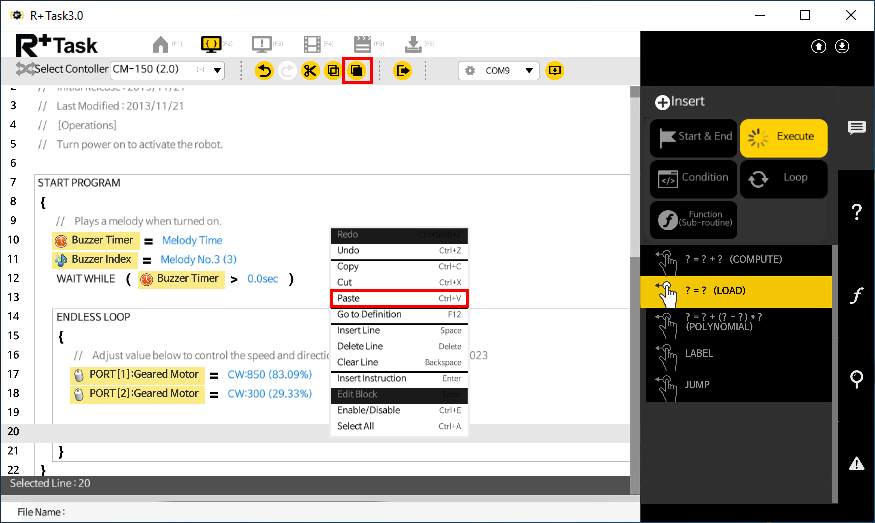 R+Task3.0
R+Task
(F1)
{ } (F2)
(F3)
(F4)
(F5)
(F6)
Select Contoller
CM-150 (2.0)
COM9
2 // Initial Release : 2013/11/21
3 // Last Modified : 2013/11/21
4 // [Operations]
5 // Turn power on to activate the robot.
6
7 START PROGRAM
8 {
9 // Plays a melody when turned on.
10 Buzzer Timer = Melody Time
11 Buzzer Index = Melody No.3 (3)
12 WAIT WHILE ( Buzzer Timer > 0.0sec )
13
14 ENDLESS LOOP
15 {
16 // Adjust value below to control the speed and directio 023
17 PORT[1]:Geared Motor = CW:850 (83.09%)
18 PORT[2]:Geared Motor = CW:300 (29.33%)
19
20
21 }
22 }
Redo
Undo Ctrl+Z
Copy Ctrl+C
Cut Ctrl+X
Paste Ctrl+V
Go to Definition F12
Insert Line Space
Delete Line Delete
Clear Line Backspace
Insert Instruction Enter
Edit Block
Enable/Disable Ctrl+E
Select All Ctrl+A
Selected Line : 20
File Name :
Insert
Start & End
Execute
Condition
Loop
Function
(Sub-routine)
? = ? + ? (COMPUTE)
? = ? (LOAD)
? = ? + (? - ?) * ?
(POLYNOMIAL)
LABEL
JUMP